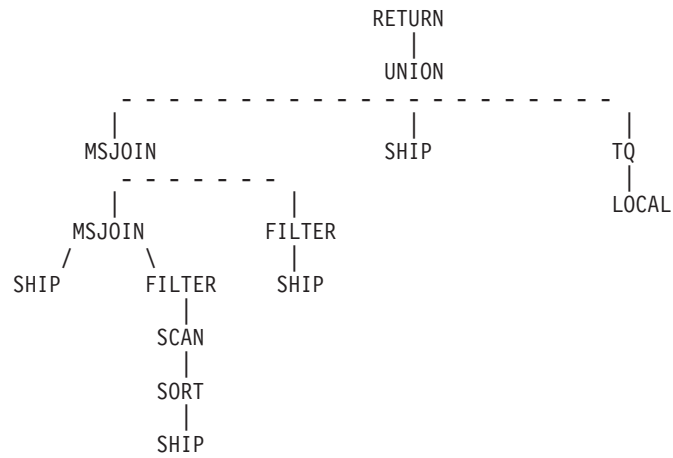 RETURN
UNION
MSJOIN SHIP TQ
LOCAL
MSJOIN FILTER
SHIP FILTER SHIP
SCAN
SORT
SHIP